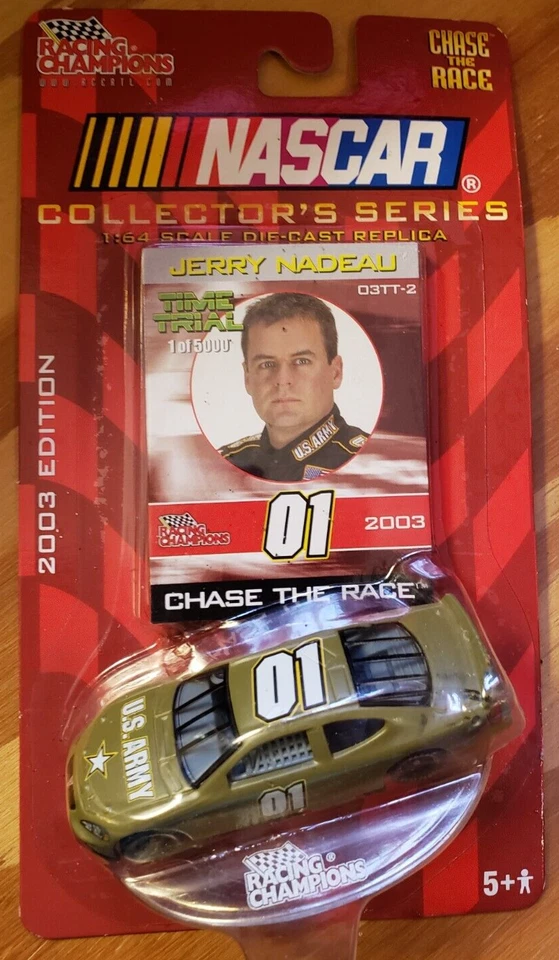 RACING
CHAMPIONS®
www.rcertl.com
CHASE
THE
RACE™
NASCAR®
COLLECTOR'S SERIES
1:64 SCALE DIE-CAST REPLICA
JERRY NADEAU
03TT-2
TIME
TRIAL
1 of 5000
U.S. ARMY
RACING
CHAMPIONS
01
2003
CHASE THE RACE™
2003 EDITION
01
U.S. ARMY
01
RACING®
CHAMPIONS
5+